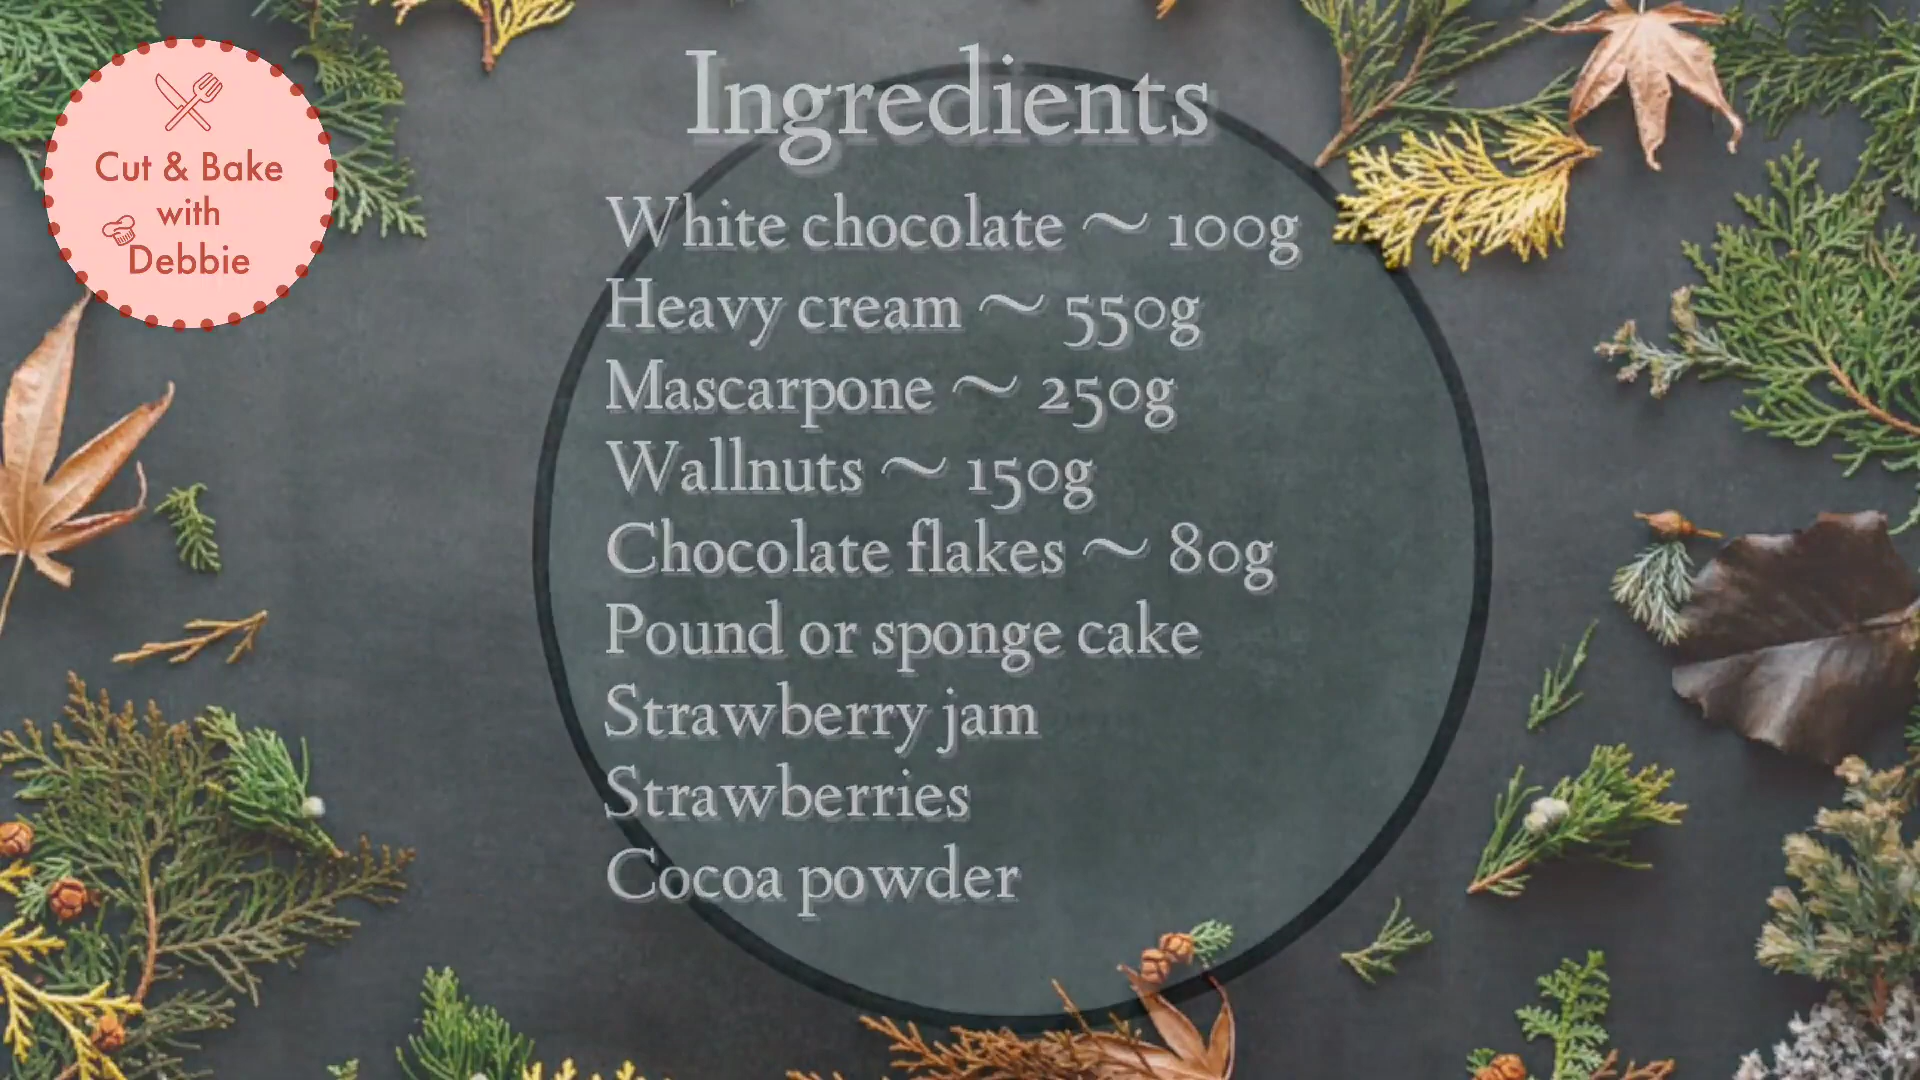 Cut & Bake
with
Debbie
Ingredients
White chocolate ~ 100g
Heavy cream ~ 550g
Mascarpone ~ 250g
Wallnuts ~ 150g
Chocolate flakes ~ 80g
Pound or sponge cake
Strawberry jam
Strawberries
Cocoa powder